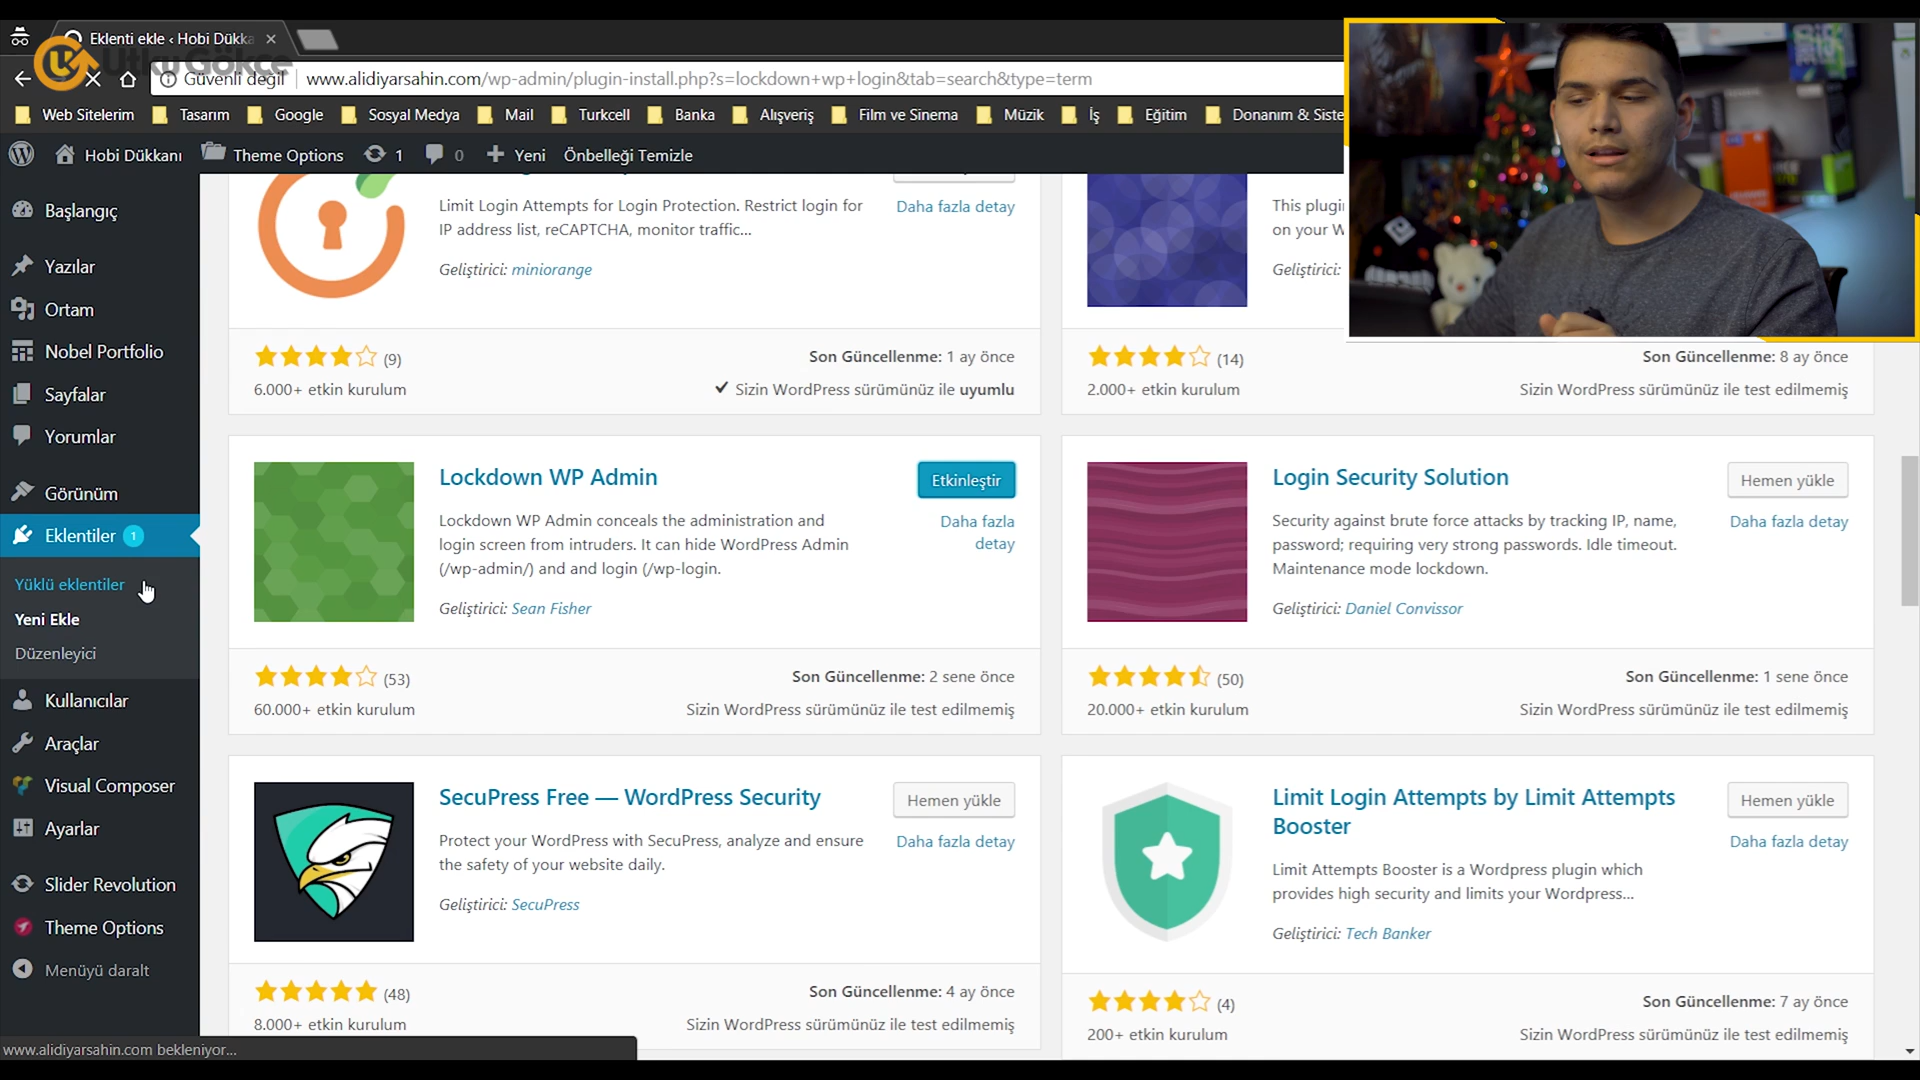 Eklenti ekle ‹ Hobi Dükka
Utku Gökçe
Güvenli değil
www.alidiyarsahin.com/wp-admin/plugin-install.php?s=lockdown+wp+login&tab=search&type=term
Web Sitelerim
Tasarım
Google
Sosyal Medya
Mail
Turkcell
Banka
Alışveriş
Film ve Sinema
Müzik
İş
Eğitim
Donanım & Siste
Hobi Dükkanı
Theme Options
1
0
Yeni
Önbelleği Temizle
Başlangıç
Yazılar
Ortam
Nobel Portfolio
Sayfalar
Yorumlar
Görünüm
Eklentiler 1
Yüklü eklentiler
Yeni Ekle
Düzenleyici
Kullanıcılar
Araçlar
Visual Composer
Ayarlar
Slider Revolution
Theme Options
Menüyü daralt
Limit Login Attempts for Login Protection. Restrict login for
IP address list, reCAPTCHA, monitor traffic...
Geliştirici: miniorange
Daha fazla detay
(9)
6.000+ etkin kurulum
Son Güncellenme: 1 ay önce
Sizin WordPress sürümünüz ile uyumlu
This plugi
on your W
Geliştirici:
(14)
2.000+ etkin kurulum
Son Güncellenme: 8 ay önce
Sizin WordPress sürümünüz ile test edilmemiş
Lockdown WP Admin
Etkinleştir
Daha fazla
detay
Lockdown WP Admin conceals the administration and
login screen from intruders. It can hide WordPress Admin
(/wp-admin/) and and login (/wp-login.
Geliştirici: Sean Fisher
(53)
60.000+ etkin kurulum
Son Güncellenme: 2 sene önce
Sizin WordPress sürümünüz ile test edilmemiş
Login Security Solution
Hemen yükle
Daha fazla detay
Security against brute force attacks by tracking IP, name,
password; requiring very strong passwords. Idle timeout.
Maintenance mode lockdown.
Geliştirici: Daniel Convissor
(50)
20.000+ etkin kurulum
Son Güncellenme: 1 sene önce
Sizin WordPress sürümünüz ile test edilmemiş
SecuPress Free — WordPress Security
Hemen yükle
Daha fazla detay
Protect your WordPress with SecuPress, analyze and ensure
the safety of your website daily.
Geliştirici: SecuPress
(48)
8.000+ etkin kurulum
Son Güncellenme: 4 ay önce
Sizin WordPress sürümünüz ile test edilmemiş
Limit Login Attempts by Limit Attempts
Booster
Hemen yükle
Daha fazla detay
Limit Attempts Booster is a Wordpress plugin which
provides high security and limits your Wordpress...
Geliştirici: Tech Banker
(4)
200+ etkin kurulum
Son Güncellenme: 7 ay önce
Sizin WordPress sürümünüz ile test edilmemiş
www.alidiyarsahin.com bekleniyor...